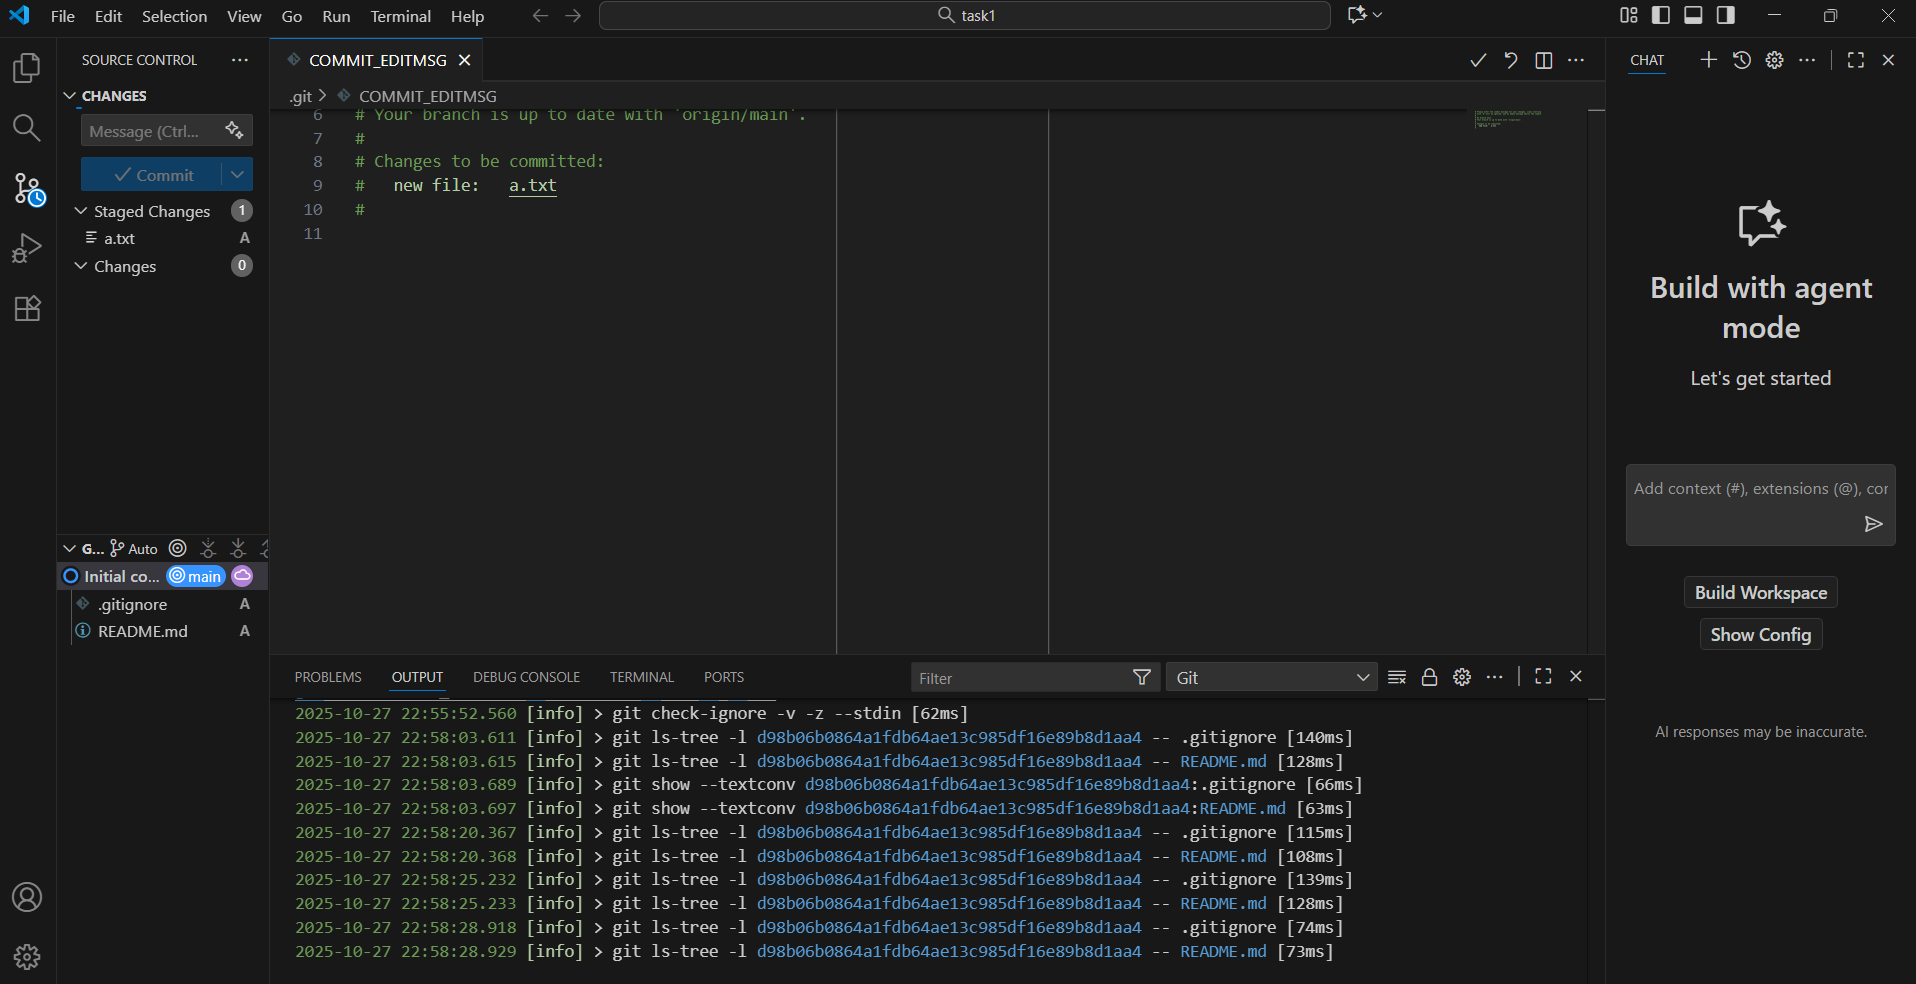 File Edit Selection View Go Run Terminal Help
task1
SOURCE CONTROL
CHANGES
Message (Ctrl...
Commit
Staged Changes 1
a.txt A
Changes 0
G... Auto
Initial co... main
.gitignore A
README.md A
COMMIT_EDITMSG
.git > COMMIT_EDITMSG
6 # Your branch is up to date with 'origin/main'.
7 #
8 # Changes to be committed:
9 # new file: a.txt
10 #
11
PROBLEMS OUTPUT DEBUG CONSOLE TERMINAL PORTS
Filter
Git
2025-10-27 22:55:52.560 [info] > git check-ignore -v -z --stdin [62ms]
2025-10-27 22:58:03.611 [info] > git ls-tree -l d98b06b0864a1fdb64ae13c985df16e89b8d1aa4 -- .gitignore [140ms]
2025-10-27 22:58:03.615 [info] > git ls-tree -l d98b06b0864a1fdb64ae13c985df16e89b8d1aa4 -- README.md [128ms]
2025-10-27 22:58:03.689 [info] > git show --textconv d98b06b0864a1fdb64ae13c985df16e89b8d1aa4:.gitignore [66ms]
2025-10-27 22:58:03.697 [info] > git show --textconv d98b06b0864a1fdb64ae13c985df16e89b8d1aa4:README.md [63ms]
2025-10-27 22:58:20.367 [info] > git ls-tree -l d98b06b0864a1fdb64ae13c985df16e89b8d1aa4 -- .gitignore [115ms]
2025-10-27 22:58:20.368 [info] > git ls-tree -l d98b06b0864a1fdb64ae13c985df16e89b8d1aa4 -- README.md [108ms]
2025-10-27 22:58:25.232 [info] > git ls-tree -l d98b06b0864a1fdb64ae13c985df16e89b8d1aa4 -- .gitignore [139ms]
2025-10-27 22:58:25.233 [info] > git ls-tree -l d98b06b0864a1fdb64ae13c985df16e89b8d1aa4 -- README.md [128ms]
2025-10-27 22:58:28.918 [info] > git ls-tree -l d98b06b0864a1fdb64ae13c985df16e89b8d1aa4 -- .gitignore [74ms]
2025-10-27 22:58:28.929 [info] > git ls-tree -l d98b06b0864a1fdb64ae13c985df16e89b8d1aa4 -- README.md [73ms]
CHAT
Build with agent
mode
Let's get started
Add context (#), extensions (@), cor
Build Workspace
Show Config
AI responses may be inaccurate.